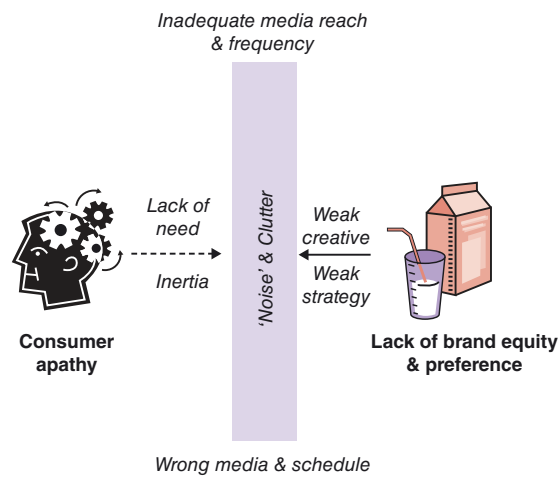 Inadequate media reach
& frequency
Lack of
need
Inertia
'Noise' & Clutter
Weak
creative
Weak
strategy
Consumer
apathy
Lack of brand equity
& preference
Wrong media & schedule